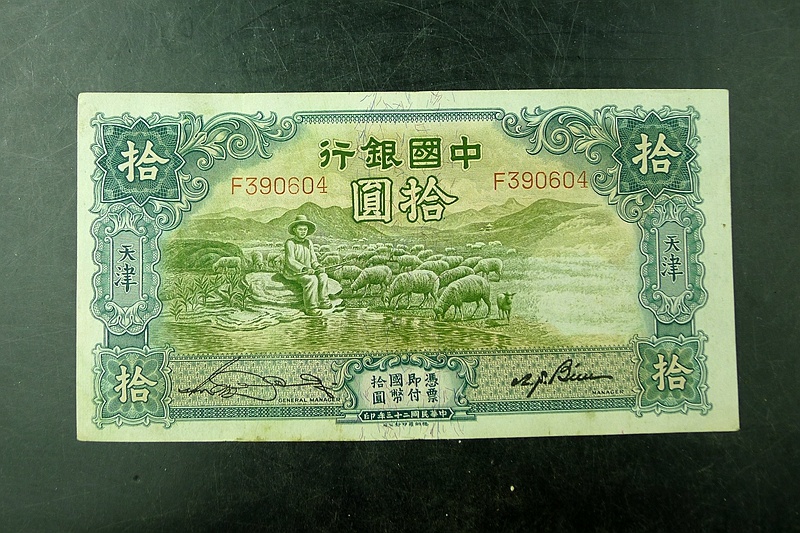 拾
拾
行銀國中
F390604
F390604
圓拾
天津
天津
拾
拾
憑票
即付
國幣
拾圓
GENERAL MANAGER
MANAGER
印年三十二國民華中